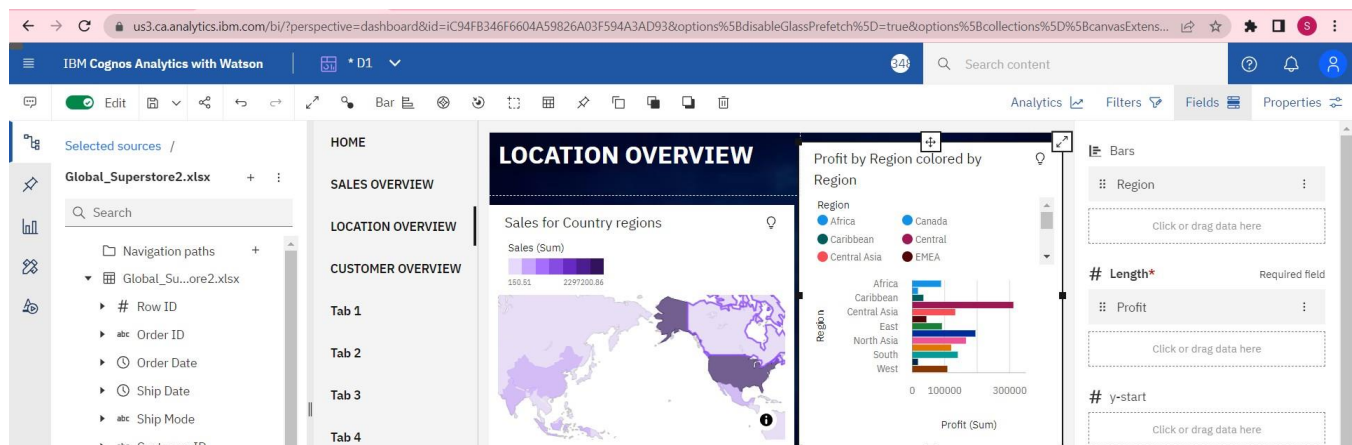 us3.ca.analytics.ibm.com/bi/?perspective=dashboard&id=iC94FB346F6604A59826A03F594A3AD93&options%5BdisableGlassPrefetch%5D=true&options%5Bcollections%5D%5BcanvasExtens...
S
IBM Cognos Analytics with Watson
* D1
348
Search content
Edit
Bar
Analytics
Filters
Fields
Properties
Selected sources /
Global_Superstore2.xlsx
Search
Navigation paths
Global_Su...ore2.xlsx
# Row ID
abc Order ID
Order Date
Ship Date
abc Ship Mode
HOME
SALES OVERVIEW
LOCATION OVERVIEW
CUSTOMER OVERVIEW
Tab 1
Tab 2
Tab 3
Tab 4
LOCATION OVERVIEW
Sales for Country regions
Sales (Sum)
160.51 2297200.86
Profit by Region colored by
Region
Region
Africa Canada
Caribbean Central
Central Asia EMEA
Region
Africa
Caribbean
Central Asia
East
North Asia
South
West
0 100000 300000
Profit (Sum)
Bars
Region
Click or drag data here
# Length* Required field
Profit
Click or drag data here
# y-start
Click or drag data here